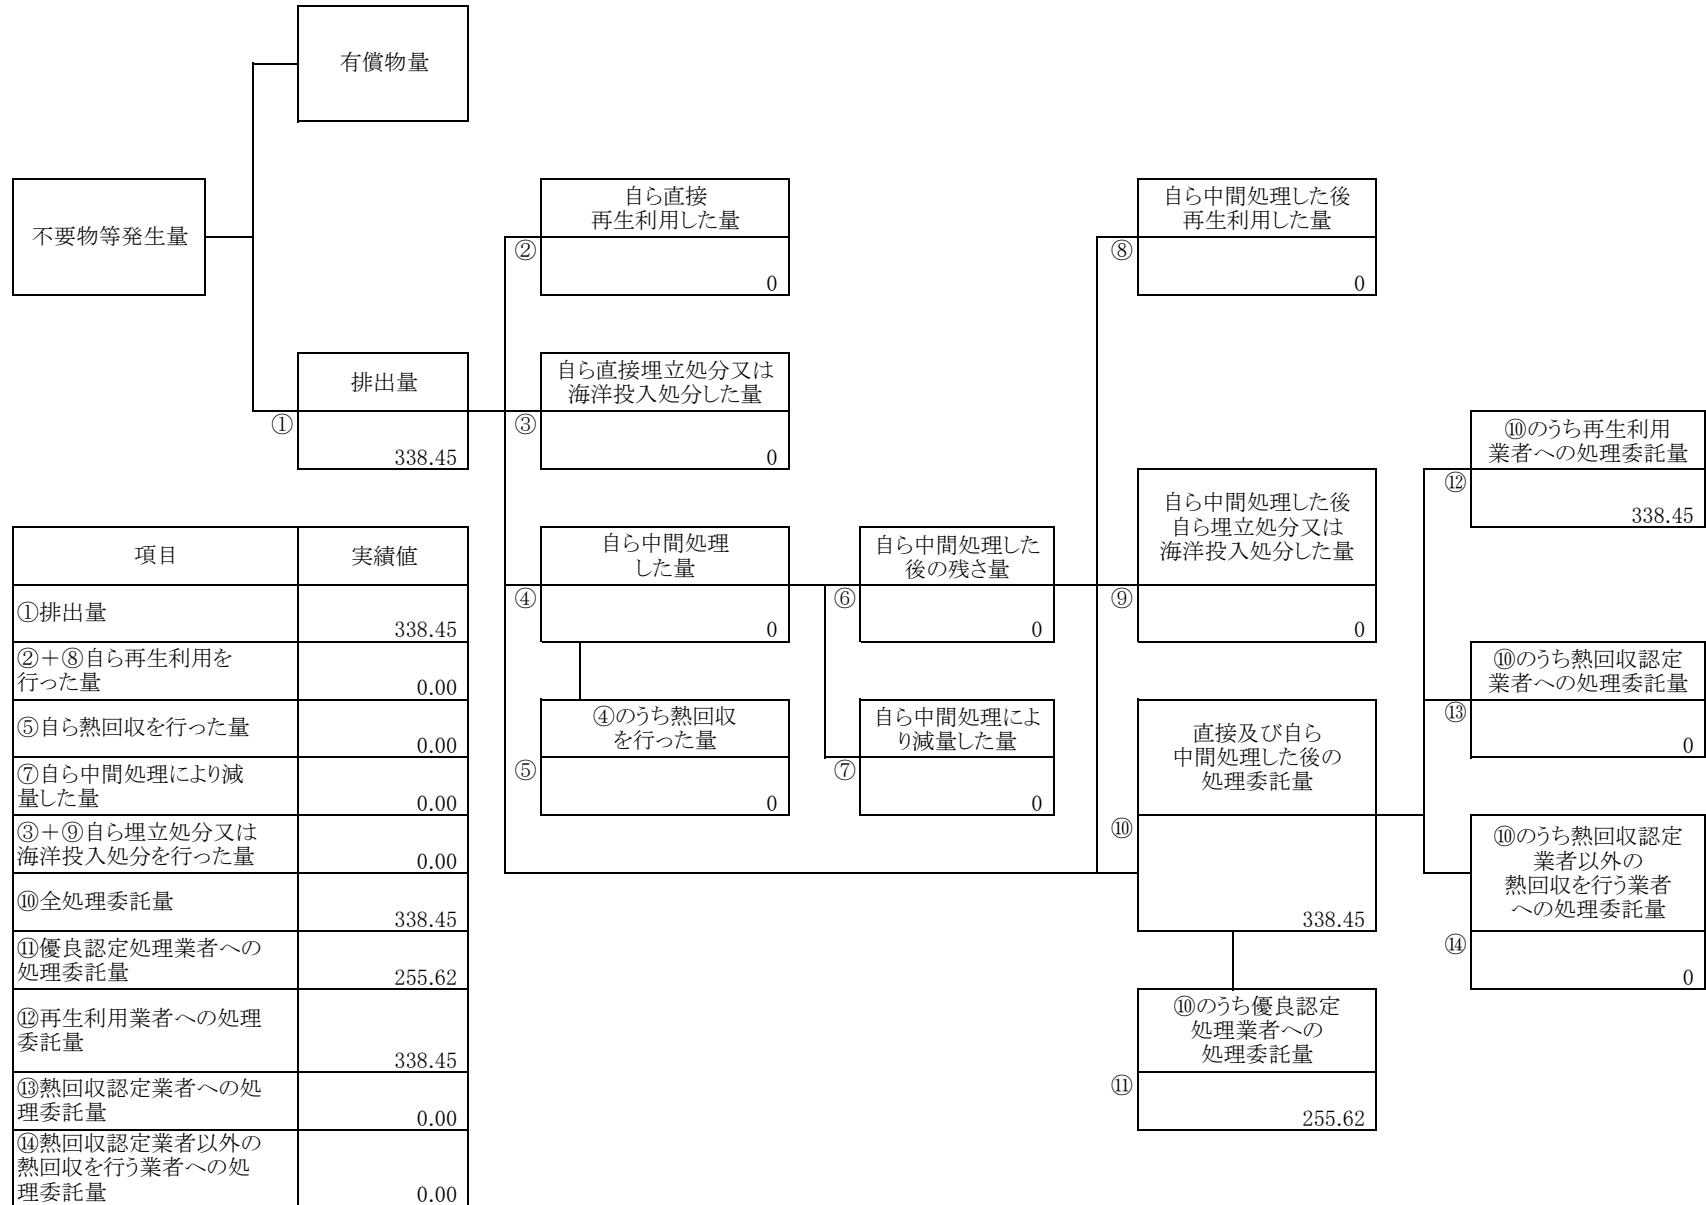 有償物量
不要物等発生量
自ら直接
再生利用した量
②
0
自ら中間処理した後
再生利用した量
⑧
0
排出量
①
338.45
自ら直接埋立処分又は
海洋投入処分した量
③
0
⑩のうち再生利用
業者への処理委託量
⑫
338.45
自ら中間処理した後
自ら埋立処分又は
海洋投入処分した量
⑨
0
自ら中間処理
した量
④
0
自ら中間処理した
後の残さ量
⑥
0
⑩のうち熱回収認定
業者への処理委託量
⑬
0
④のうち熱回収
を行った量
⑤
0
自ら中間処理によ
り減量した量
⑦
0
直接及び自ら
中間処理した後の
処理委託量
⑩
338.45
⑩のうち熱回収認定
業者以外の
熱回収を行う業者
への処理委託量
⑭
0
⑩のうち優良認定
処理業者への
処理委託量
⑪
255.62
項目 実績値
①排出量
338.45
②＋⑧自ら再生利用を
行った量
0.00
⑤自ら熱回収を行った量
0.00
⑦自ら中間処理により減
量した量
0.00
③＋⑨自ら埋立処分又は
海洋投入処分を行った量
0.00
⑩全処理委託量
338.45
⑪優良認定処理業者への
処理委託量
255.62
⑫再生利用業者への処理
委託量
338.45
⑬熱回収認定業者への処
理委託量
0.00
⑭熱回収認定業者以外の
熱回収を行う業者への処
理委託量
0.00